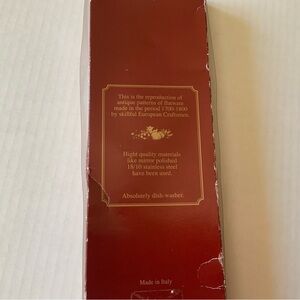 This is the reproduction of
antique patterns of flatware
made in the period 1700-1800
by skillful European Craftsmen.
Hight quality materials
like mirror polished
18/10 stainless steel
have been used.
Absolutely dish-washer.
Made in Italy